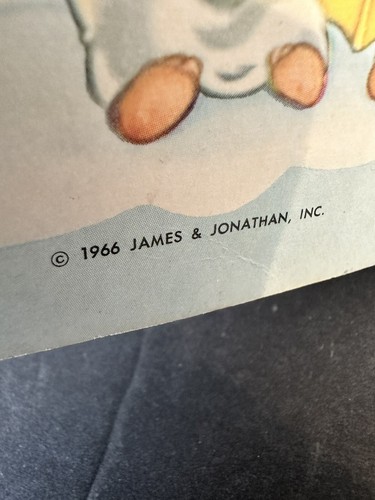 © 1966 JAMES & JONATHAN, INC.